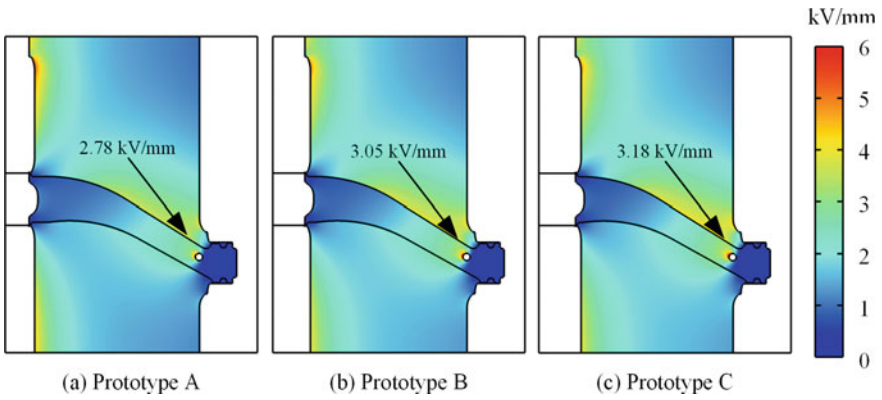 kV/mm
6
5
4
3
2
1
0
2.78 kV/mm
3.05 kV/mm
3.18 kV/mm
(a) Prototype A
(b) Prototype B
(c) Prototype C